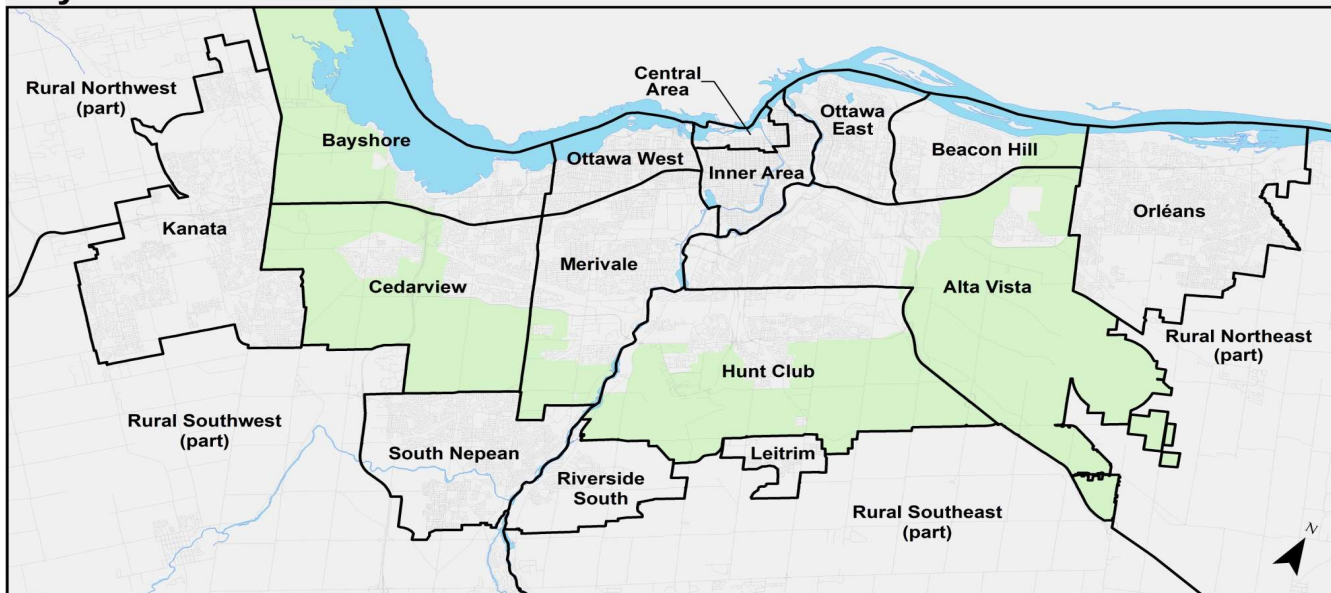 Rural Northwest
(part)
Central
Area
Ottawa
East
Bayshore
Ottawa West
Beacon Hill
Inner Area
Kanata
Orléans
Merivale
Cedarview
Alta Vista
Rural Northeast
(part)
Hunt Club
Rural Southwest
(part)
South Nepean
Leitrim
Riverside
South
Rural Southeast
(part)
N